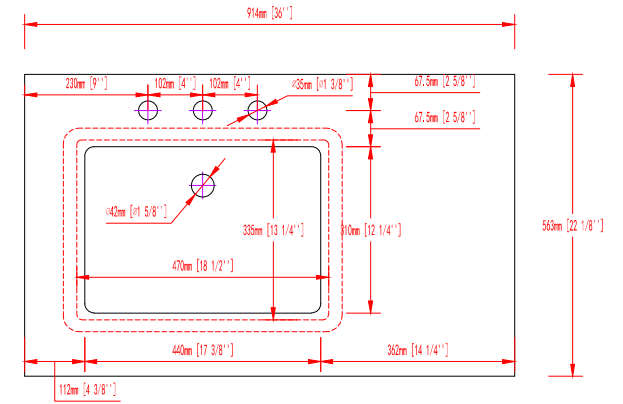 914mm [36'']
230mm [9''] 102mm [4''] 102mm [4''] ⌀35mm [⌀1 3/8''] 67.5mm [2 5/8'']
67.5mm [2 5/8'']
⌀42mm [⌀1 5/8'']
335mm [13 1/4''] 310mm [12 1/4''] 563mm [22 1/8'']
470mm [18 1/2'']
440mm [17 3/8''] 362mm [14 1/4'']
112mm [4 3/8'']